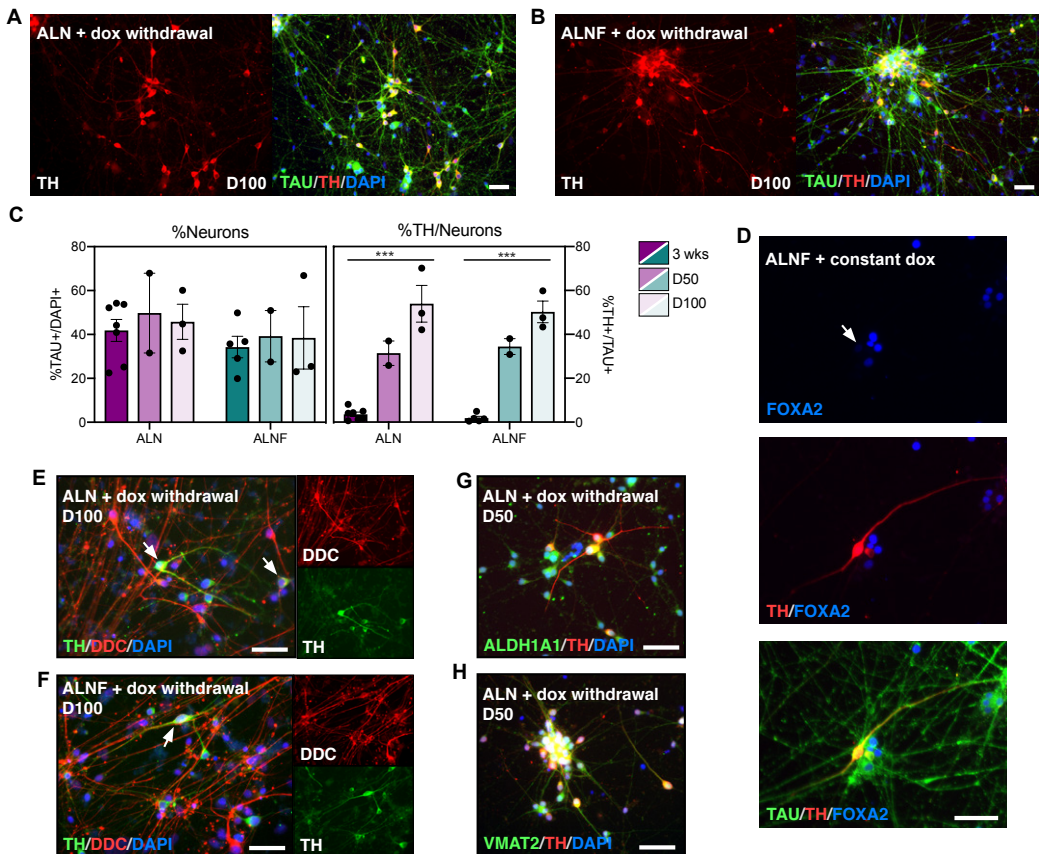 A
ALN + dox withdrawal
TH
D100
TAU/TH/DAPI
B
ALNF + dox withdrawal
TH
D100
TAU/TH/DAPI
C
%Neurons
%TH/Neurons
%TAU+/DAPI+
80
60
40
20
0
ALN
ALNF
***
***
80
60
40
20
0
%TH+/TAU+
ALN
ALNF
3 wks
D50
D100
D
ALNF + constant dox
FOXA2
TH/FOXA2
TAU/TH/FOXA2
E
ALN + dox withdrawal
D100
TH/DDC/DAPI
DDC
TH
F
ALNF + dox withdrawal
D100
TH/DDC/DAPI
DDC
TH
G
ALN + dox withdrawal
D50
ALDH1A1/TH/DAPI
H
ALN + dox withdrawal
D50
VMAT2/TH/DAPI